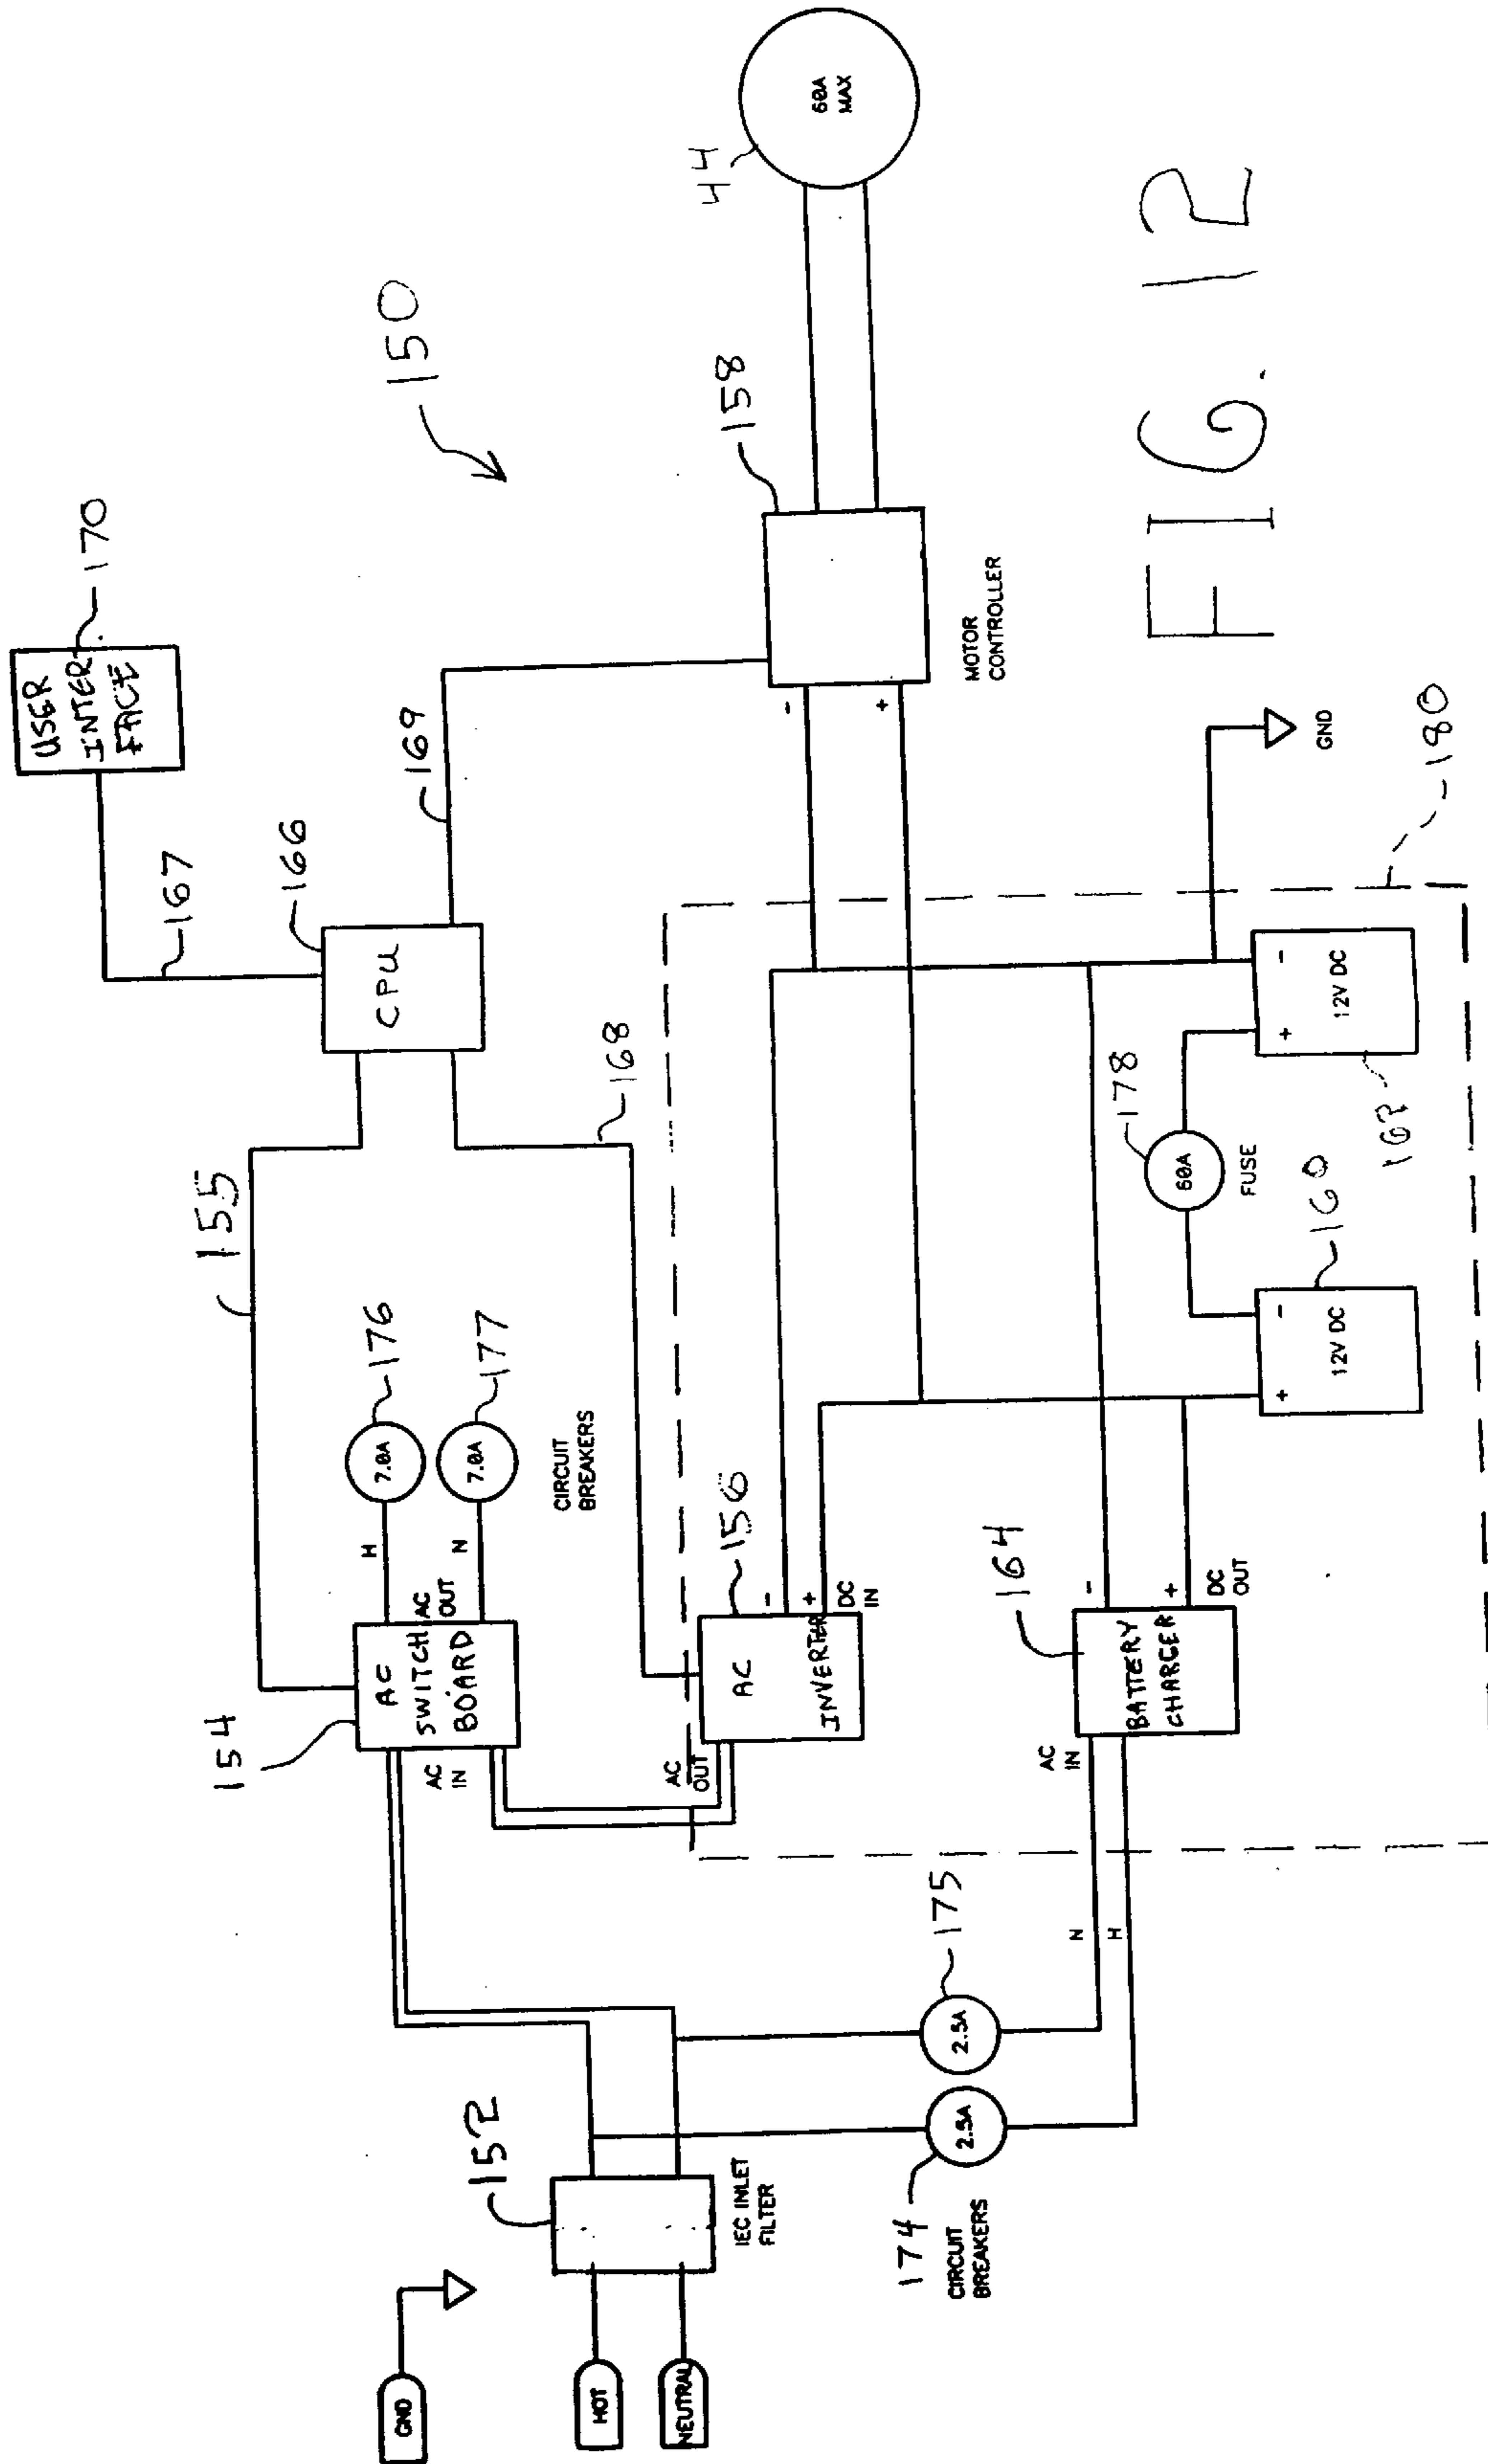 GND
HOT
NEUTRAL
152
IEC INLET
FILTER
174
CIRCUIT
BREAKERS
2.5A
2.5A
175
N
H
154
AC
SWITCH
BOARD
AC
IN
AC
OUT
H
N
7.0A
176
7.0A
177
CIRCUIT
BREAKERS
155
AC
OUT
AC
INVERTER
156
-
+
DC
IN
AC
IN
BATTERY
CHARGER
164
-
+
DC
OUT
168
CPU
166
167
USER
INTER
FACE
170
169
150
+
-
12V DC
160
60A
178
FUSE
+
-
12V DC
162
180
GND
-
+
MOTOR
CONTROLLER
158
44
60A
MAX
FIG. 12